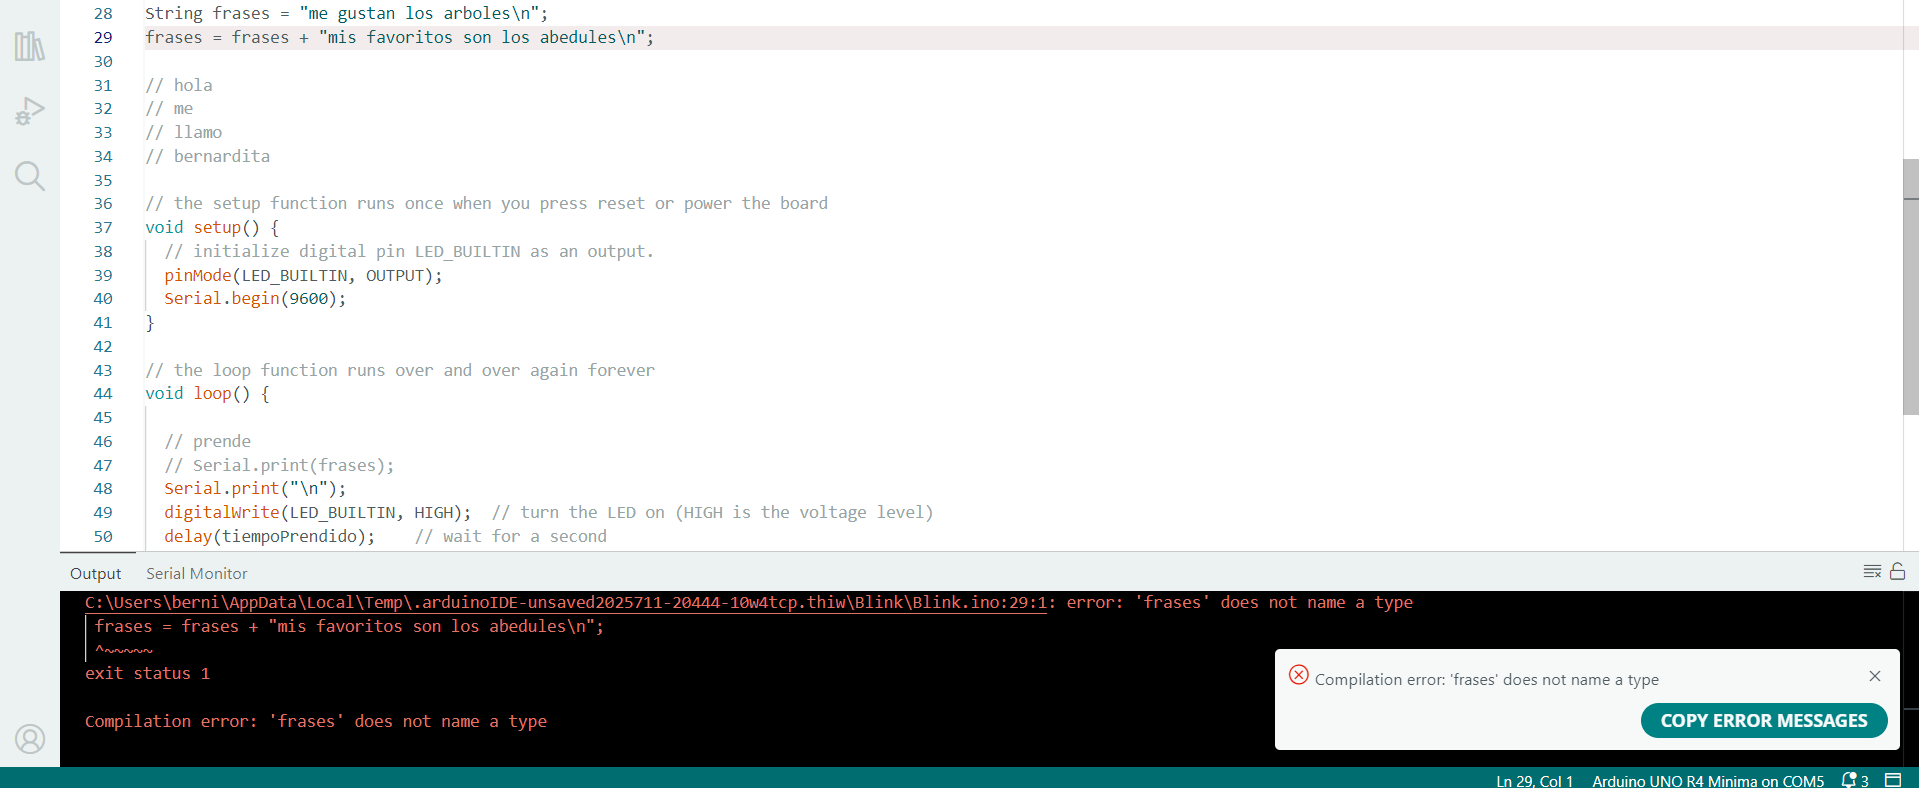 28 String frases = "me gustan los arboles\n";
29 frases = frases + "mis favoritos son los abedules\n";
30
31 // hola
32 // me
33 // llamo
34 // bernardita
35
36 // the setup function runs once when you press reset or power the board
37 void setup() {
38 // initialize digital pin LED_BUILTIN as an output.
39 pinMode(LED_BUILTIN, OUTPUT);
40 Serial.begin(9600);
41 }
42
43 // the loop function runs over and over again forever
44 void loop() {
45
46 // prende
47 // Serial.print(frases);
48 Serial.print("\n");
49 digitalWrite(LED_BUILTIN, HIGH); // turn the LED on (HIGH is the voltage level)
50 delay(tiempoPrendido); // wait for a second
Output Serial Monitor
C:\Users\berni\AppData\Local\Temp\.arduinoIDE-unsaved2025711-20444-10w4tcp.thiw\Blink\Blink.ino:29:1: error: 'frases' does not name a type
frases = frases + "mis favoritos son los abedules\n";
^~~~~~
exit status 1
Compilation error: 'frases' does not name a type
Compilation error: 'frases' does not name a type
COPY ERROR MESSAGES
Ln 29, Col 1 Arduino UNO R4 Minima on COM5 3